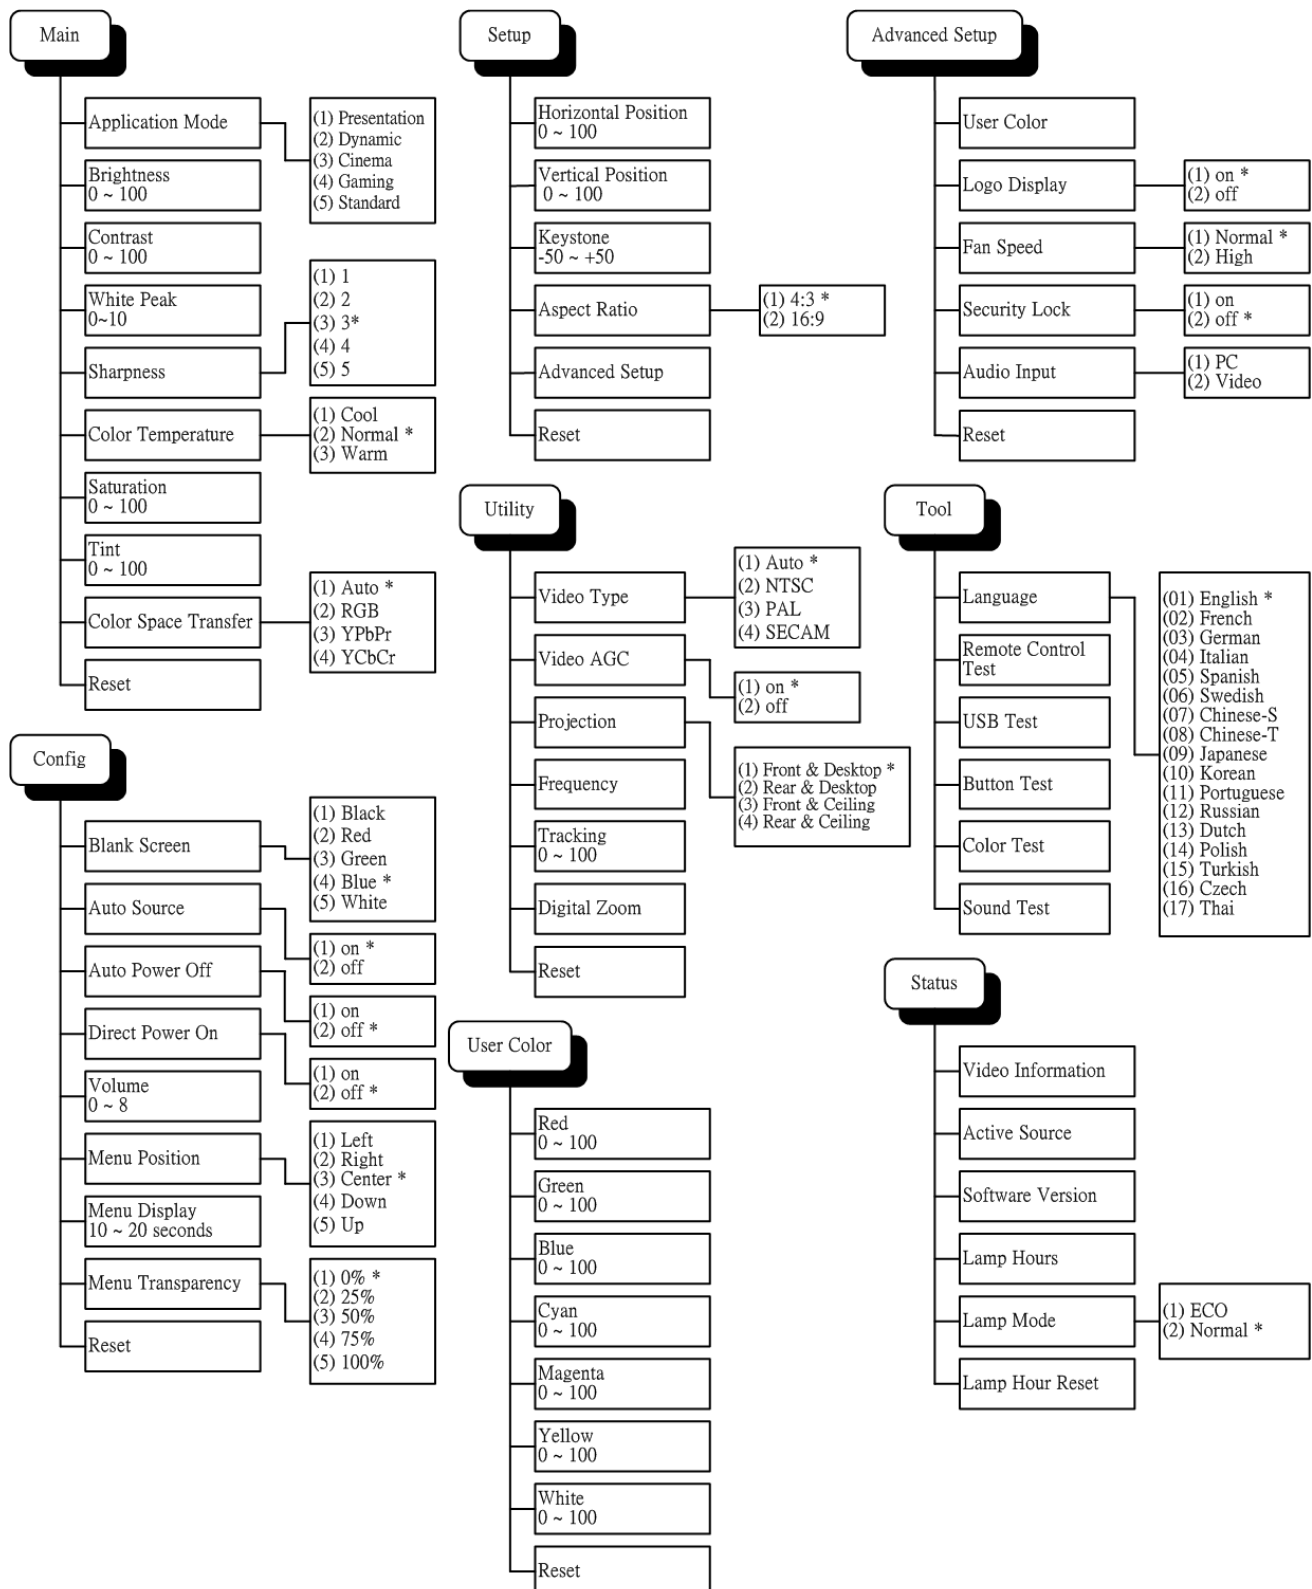 Main
Application Mode
(1) Presentation
(2) Dynamic
(3) Cinema
(4) Gaming
(5) Standard
Brightness
0 ~ 100
Contrast
0 ~ 100
White Peak
0~10
Sharpness
(1) 1
(2) 2
(3) 3*
(4) 4
(5) 5
Color Temperature
(1) Cool
(2) Normal *
(3) Warm
Saturation
0 ~ 100
Tint
0 ~ 100
Color Space Transfer
(1) Auto *
(2) RGB
(3) YPbPr
(4) YCbCr
Reset
Setup
Horizontal Position
0 ~ 100
Vertical Position
0 ~ 100
Keystone
-50 ~ +50
Aspect Ratio
(1) 4:3 *
(2) 16:9
Advanced Setup
Reset
Advanced Setup
User Color
Logo Display
(1) on *
(2) off
Fan Speed
(1) Normal *
(2) High
Security Lock
(1) on
(2) off *
Audio Input
(1) PC
(2) Video
Reset
Config
Blank Screen
(1) Black
(2) Red
(3) Green
(4) Blue *
(5) White
Auto Source
(1) on *
(2) off
Auto Power Off
(1) on
(2) off *
Direct Power On
(1) on
(2) off *
Volume
0 ~ 8
Menu Position
(1) Left
(2) Right
(3) Center *
(4) Down
(5) Up
Menu Display
10 ~ 20 seconds
Menu Transparency
(1) 0% *
(2) 25%
(3) 50%
(4) 75%
(5) 100%
Reset
Utility
Video Type
(1) Auto *
(2) NTSC
(3) PAL
(4) SECAM
Video AGC
(1) on *
(2) off
Projection
(1) Front & Desktop *
(2) Rear & Desktop
(3) Front & Ceiling
(4) Rear & Ceiling
Frequency
Tracking
0 ~ 100
Digital Zoom
Reset
Tool
Language
(01) English *
(02) French
(03) German
(04) Italian
(05) Spanish
(06) Swedish
(07) Chinese-S
(08) Chinese-T
(09) Japanese
(10) Korean
(11) Portuguese
(12) Russian
(13) Dutch
(14) Polish
(15) Turkish
(16) Czech
(17) Thai
Remote Control
Test
USB Test
Button Test
Color Test
Sound Test
User Color
Red
0 ~ 100
Green
0 ~ 100
Blue
0 ~ 100
Cyan
0 ~ 100
Magenta
0 ~ 100
Yellow
0 ~ 100
White
0 ~ 100
Reset
Status
Video Information
Active Source
Software Version
Lamp Hours
Lamp Mode
(1) ECO
(2) Normal *
Lamp Hour Reset